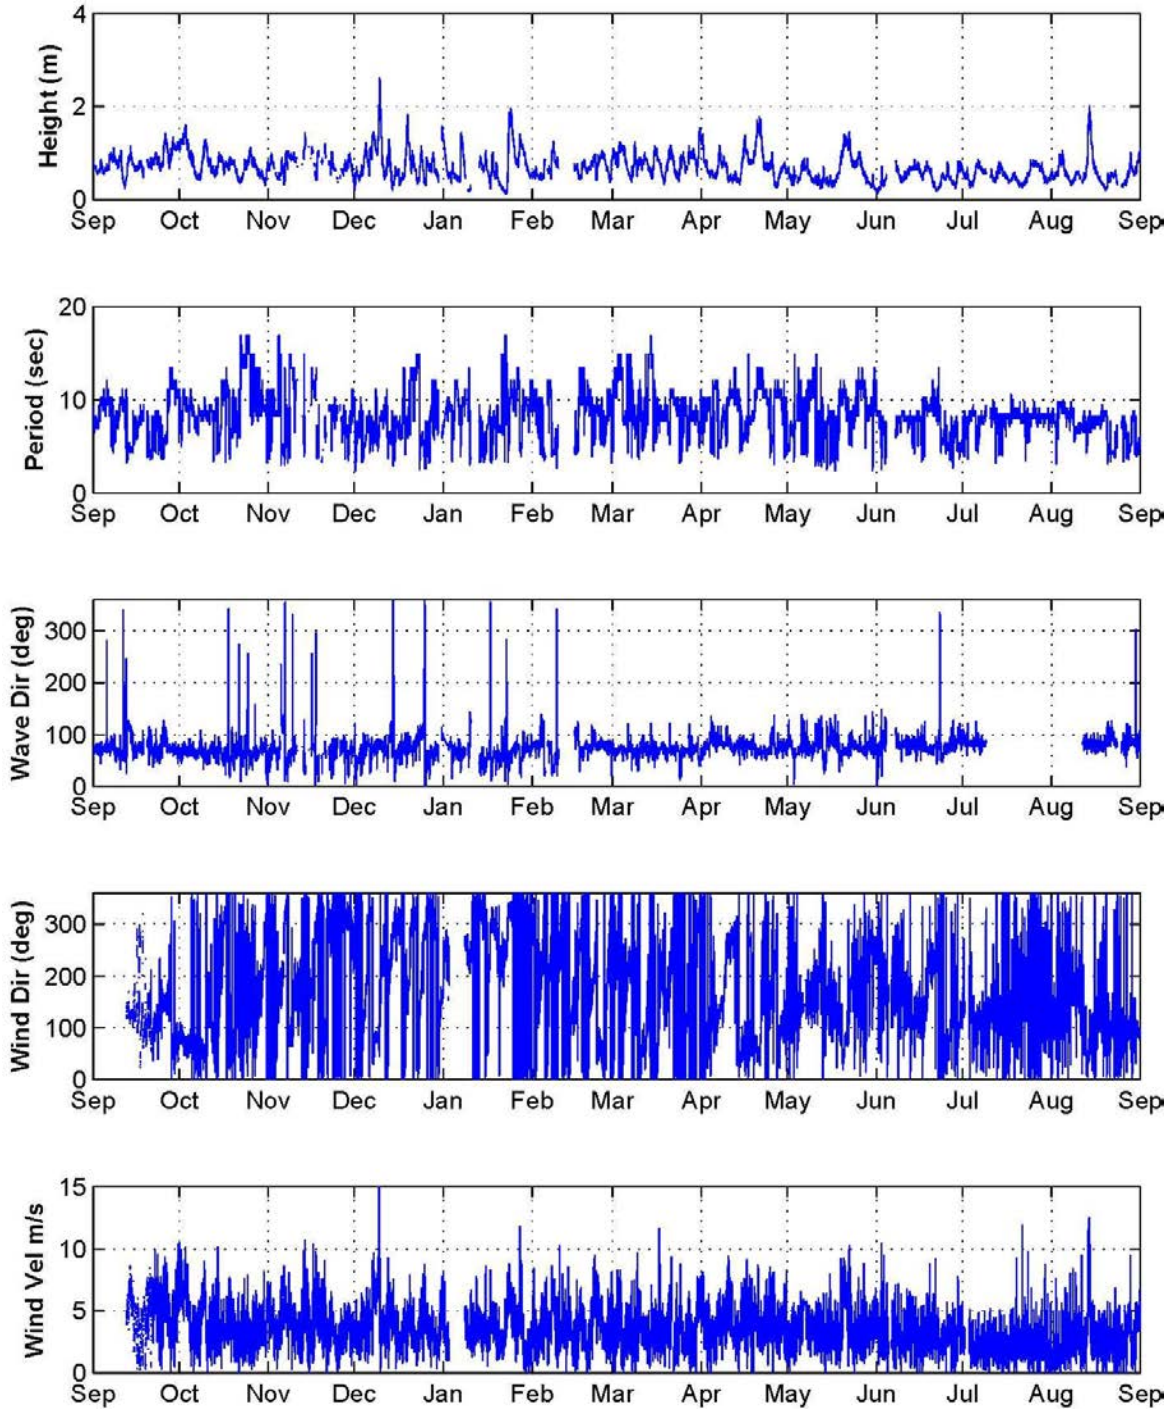 4
2
0
Height (m)
Sep Oct Nov Dec Jan Feb Mar Apr May Jun Jul Aug Sep
20
10
0
Period (sec)
Sep Oct Nov Dec Jan Feb Mar Apr May Jun Jul Aug Sep
300
200
100
0
Wave Dir (deg)
Sep Oct Nov Dec Jan Feb Mar Apr May Jun Jul Aug Sep
300
200
100
0
Wind Dir (deg)
Sep Oct Nov Dec Jan Feb Mar Apr May Jun Jul Aug Sep
15
10
5
0
Wind Vel m/s
Sep Oct Nov Dec Jan Feb Mar Apr May Jun Jul Aug Sep